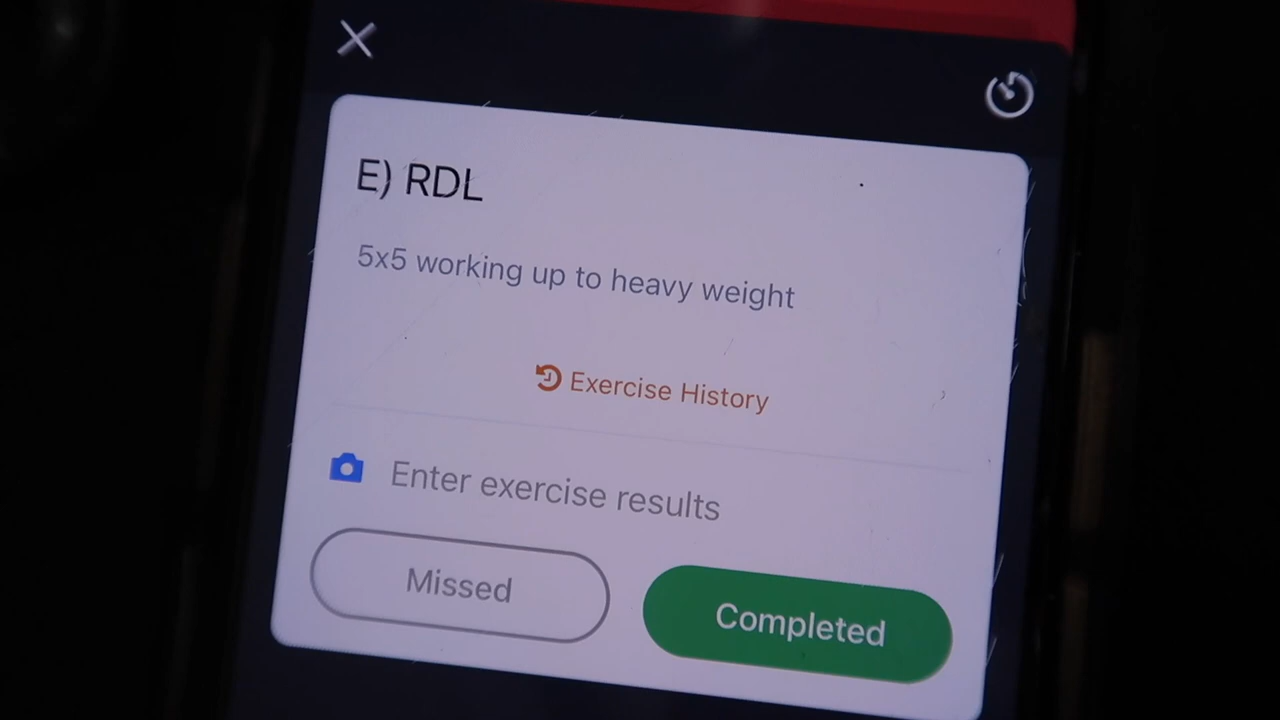 E) RDL
5x5 working up to heavy weight
Exercise History
Enter exercise results
Missed
Completed